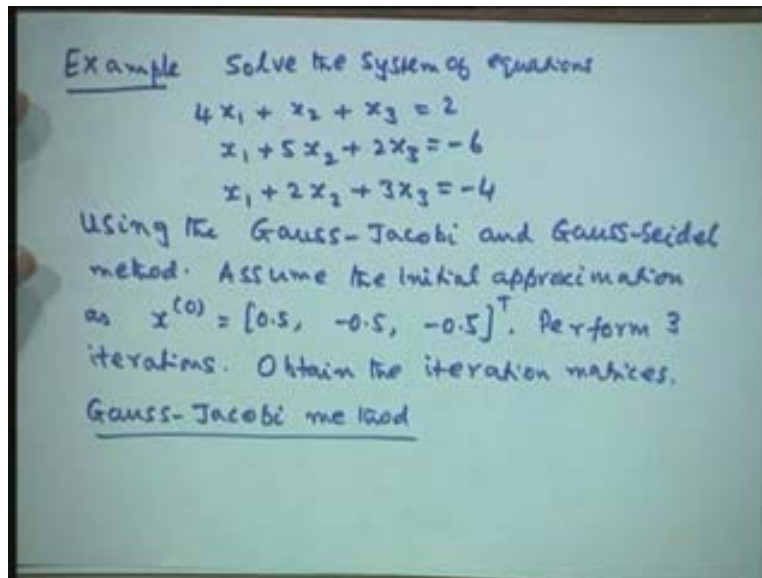 Example Solve the system of equations
4x₁ + x₂ + x₃ = 2
x₁ + 5x₂ + 2x₃ = -6
x₁ + 2x₂ + 3x₃ = -4
Using the Gauss-Jacobi and Gauss-Seidel
method. Assume the initial approximation
as x⁽⁰⁾ = [0.5, -0.5, -0.5]ᵀ. Perform 3
iterations. Obtain the iteration matrices.
Gauss-Jacobi method